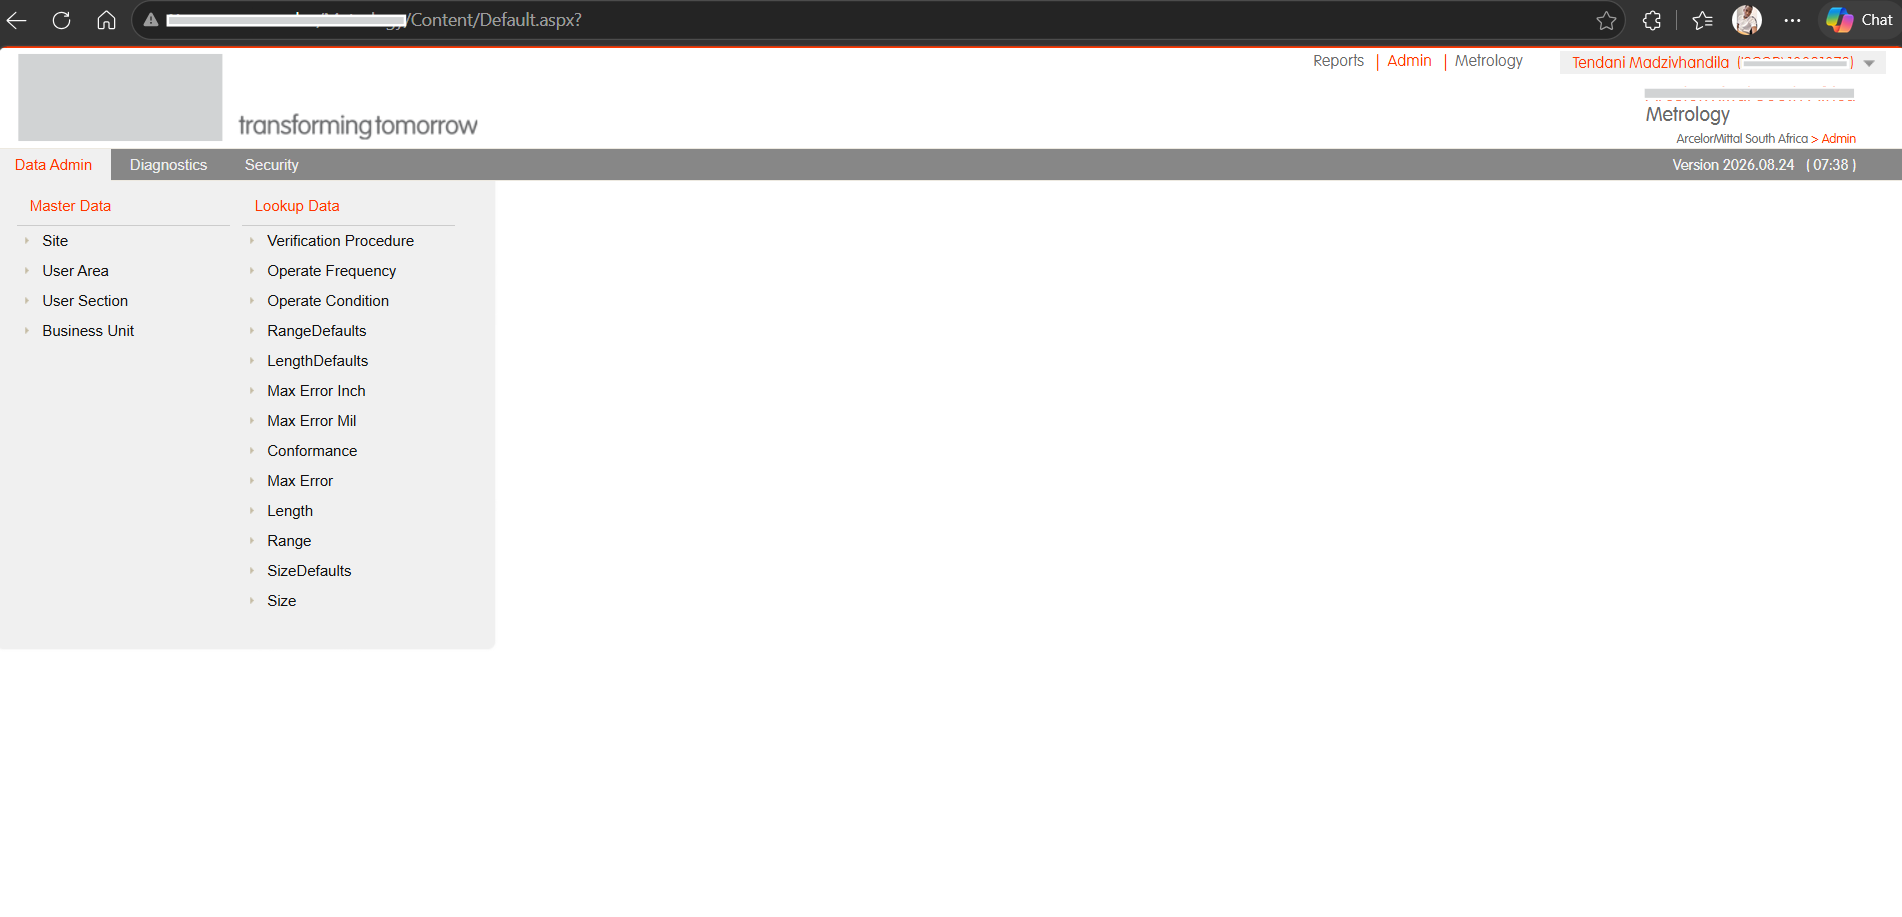 /Content/Default.aspx?
Chat
Reports | Admin | Metrology
Tendani Madzivhandila
transformingtomorrow
Metrology
ArcelorMittal South Africa > Admin
Data Admin Diagnostics Security
Version 2026.08.24 ( 07:38 )
Master Data
Site
User Area
User Section
Business Unit
Lookup Data
Verification Procedure
Operate Frequency
Operate Condition
RangeDefaults
LengthDefaults
Max Error Inch
Max Error Mil
Conformance
Max Error
Length
Range
SizeDefaults
Size